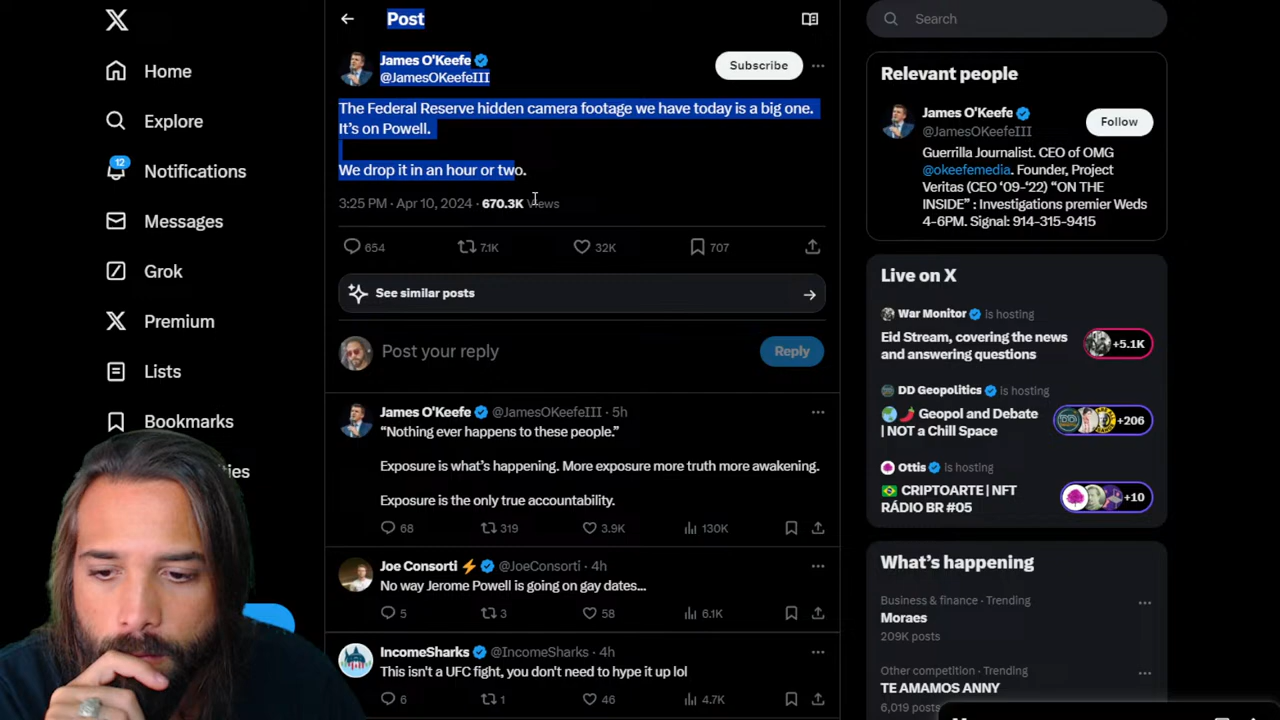 Home
Explore
12
Notifications
Messages
Grok
Premium
Lists
Bookmarks
Post
James O'Keefe
@JamesOKeefeIII
Subscribe
The Federal Reserve hidden camera footage we have today is a big one.
It's on Powell.
We drop it in an hour or two.
3:25 PM · Apr 10, 2024 · 670.3K Views
654 7.1K 32K 707
See similar posts
Post your reply
Reply
James O'Keefe @JamesOKeefeIII · 5h
“Nothing ever happens to these people.”
Exposure is what's happening. More exposure more truth more awakening.
Exposure is the only true accountability.
68 319 3.9K 130K
Joe Consorti ⚡ @JoeConsorti · 4h
No way Jerome Powell is going on gay dates...
5 3 58 6.1K
IncomeSharks @IncomeSharks · 4h
This isn't a UFC fight, you don't need to hype it up lol
6 1 46 4.7K
Search
Relevant people
James O'Keefe
@JamesOKeefeIII
Follow
Guerrilla Journalist. CEO of OMG
@okeefemedia. Founder, Project
Veritas (CEO ‘09-‘22) “ON THE
INSIDE” : Investigations premier Weds
4-6PM. Signal: 914-315-9415
Live on X
War Monitor is hosting
Eid Stream, covering the news
and answering questions
+5.1K
DD Geopolitics is hosting
🌎🌶️ Geopol and Debate
| NOT a Chill Space
+206
Ottis is hosting
🇧🇷 CRIPTOARTE | NFT
RÁDIO BR #05
+10
What's happening
Business & finance · Trending
Moraes
209K posts
Other competition · Trending
TE AMAMOS ANNY
6,019 posts